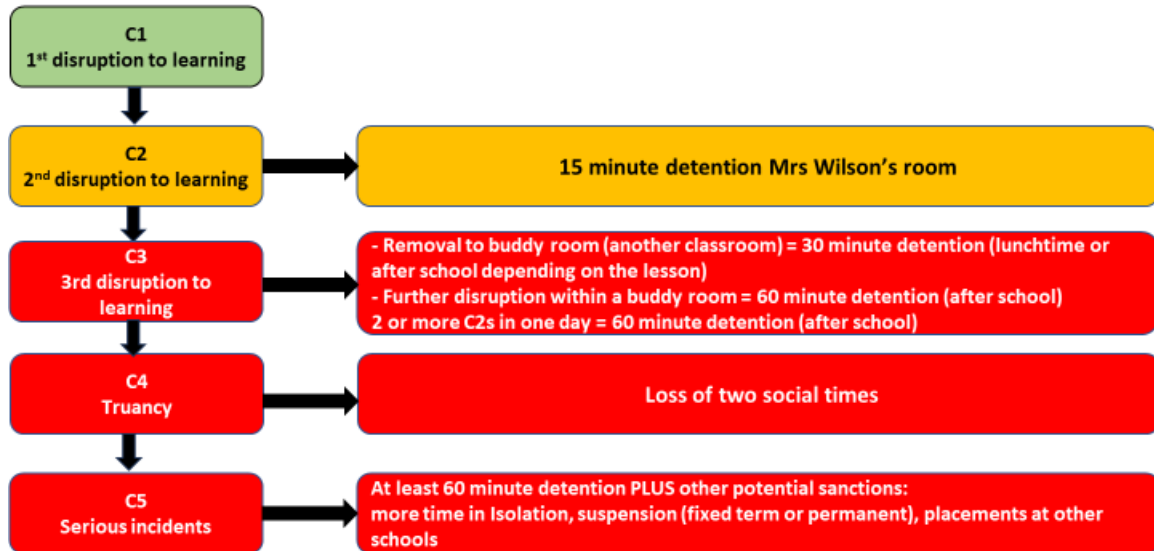 C1
1st disruption to learning
C2
2nd disruption to learning
15 minute detention Mrs Wilson's room
C3
3rd disruption to
learning
- Removal to buddy room (another classroom) = 30 minute detention (lunchtime or
after school depending on the lesson)
- Further disruption within a buddy room = 60 minute detention (after school)
2 or more C2s in one day = 60 minute detention (after school)
C4
Truancy
Loss of two social times
C5
Serious incidents
At least 60 minute detention PLUS other potential sanctions:
more time in Isolation, suspension (fixed term or permanent), placements at other
schools